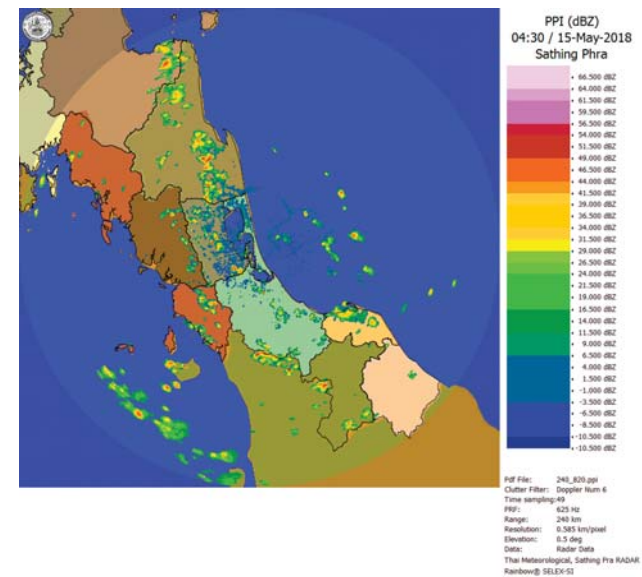 PPI (dBZ)
04:30 / 15-May-2018
Sathing Phra
66.500 dBZ
64.000 dBZ
61.500 dBZ
59.500 dBZ
56.500 dBZ
54.000 dBZ
51.500 dBZ
49.000 dBZ
46.500 dBZ
44.000 dBZ
41.500 dBZ
39.000 dBZ
36.500 dBZ
34.000 dBZ
31.500 dBZ
29.000 dBZ
26.500 dBZ
24.000 dBZ
21.500 dBZ
19.000 dBZ
16.500 dBZ
14.000 dBZ
11.500 dBZ
9.000 dBZ
6.500 dBZ
4.000 dBZ
1.500 dBZ
-1.000 dBZ
-3.500 dBZ
-6.500 dBZ
-8.500 dBZ
-10.500 dBZ
-10.500 dBZ
Pdf File: 240_820.ppi
Clutter Filter: Doppler Num 6
Time sampling:49
PRF: 625 Hz
Range: 240 km
Resolution: 0.585 km/pixel
Elevation: 0.5 deg
Data: Radar Data
Thai Meteorological, Sathing Pra RADAR
Rainbow® SELEX-SI